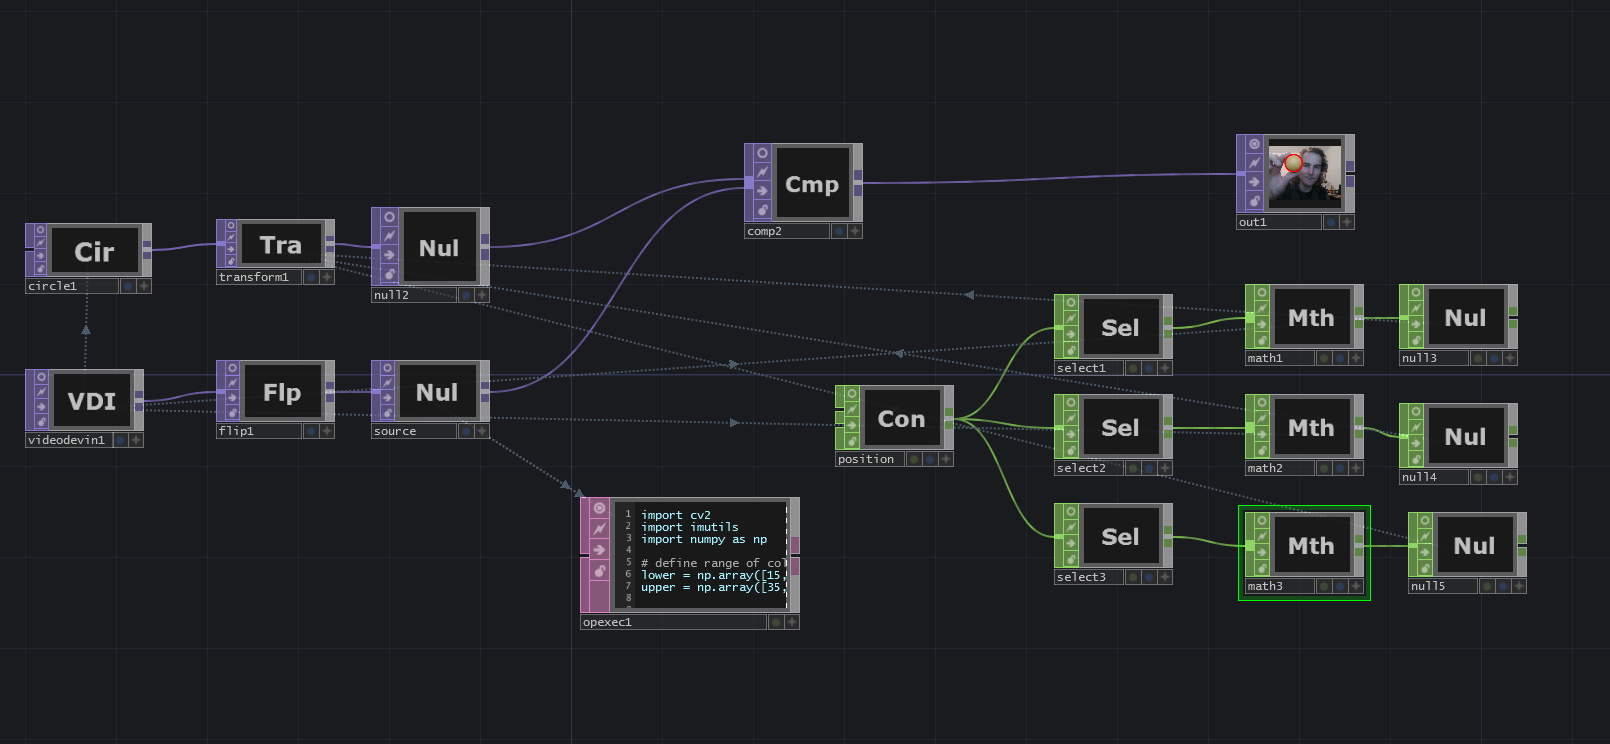 Cir
circle1
Tra
transform1
Nul
null2
Cmp
comp2
out1
VDI
videodevin1
Flp
flip1
Nul
source
Con
position
Sel
select1
Mth
math1
Nul
null3
Sel
select2
Mth
math2
Nul
null4
Sel
select3
Mth
math3
Nul
null5
1 import cv2
2 import imutils
3 import numpy as np
4
5 # define range of col
6 lower = np.array([15,
7 upper = np.array([35,
8
opexec1